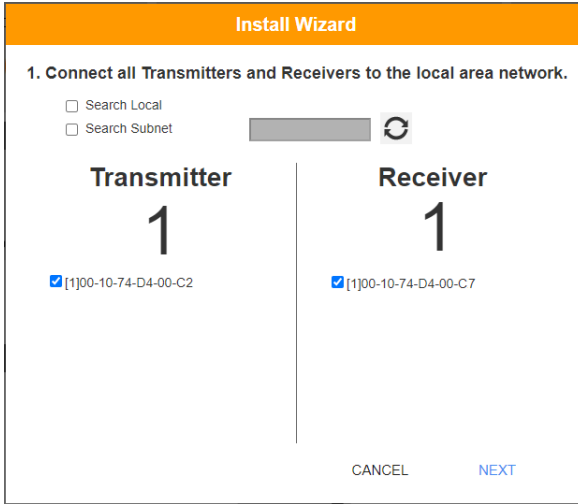 Install Wizard
1. Connect all Transmitters and Receivers to the local area network.
Search Local
Search Subnet
Transmitter
1
[1]00-10-74-D4-00-C2
Receiver
1
[1]00-10-74-D4-00-C7
CANCEL
NEXT